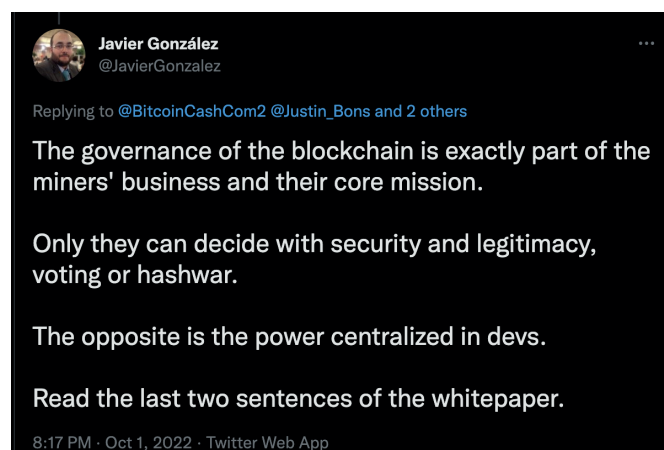 Javier González
@JavierGonzalez
Replying to @BitcoinCashCom2 @Justin_Bons and 2 others
The governance of the blockchain is exactly part of the
miners' business and their core mission.
Only they can decide with security and legitimacy,
voting or hashwar.
The opposite is the power centralized in devs.
Read the last two sentences of the whitepaper.
8:17 PM · Oct 1, 2022 · Twitter Web App